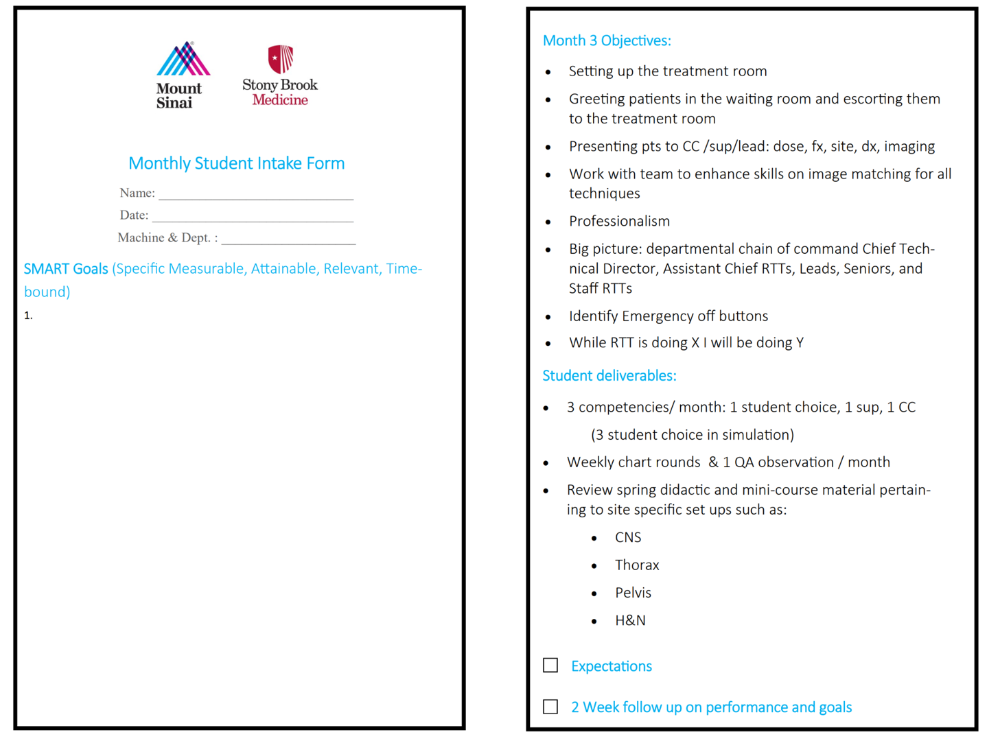 Mount
Sinai
Stony Brook
Medicine
Monthly Student Intake Form
Name: ______________________________
Date: _______________________________
Machine & Dept. : _____________________
SMART Goals (Specific Measurable, Attainable, Relevant, Time-
bound)
1.
Month 3 Objectives:
• Setting up the treatment room
• Greeting patients in the waiting room and escorting them
to the treatment room
• Presenting pts to CC /sup/lead: dose, fx, site, dx, imaging
• Work with team to enhance skills on image matching for all
techniques
• Professionalism
• Big picture: departmental chain of command Chief Tech-
nical Director, Assistant Chief RTTs, Leads, Seniors, and
Staff RTTs
• Identify Emergency off buttons
• While RTT is doing X I will be doing Y
Student deliverables:
• 3 competencies/ month: 1 student choice, 1 sup, 1 CC
(3 student choice in simulation)
• Weekly chart rounds & 1 QA observation / month
• Review spring didactic and mini-course material pertain-
ing to site specific set ups such as:
• CNS
• Thorax
• Pelvis
• H&N
☐ Expectations
☐ 2 Week follow up on performance and goals